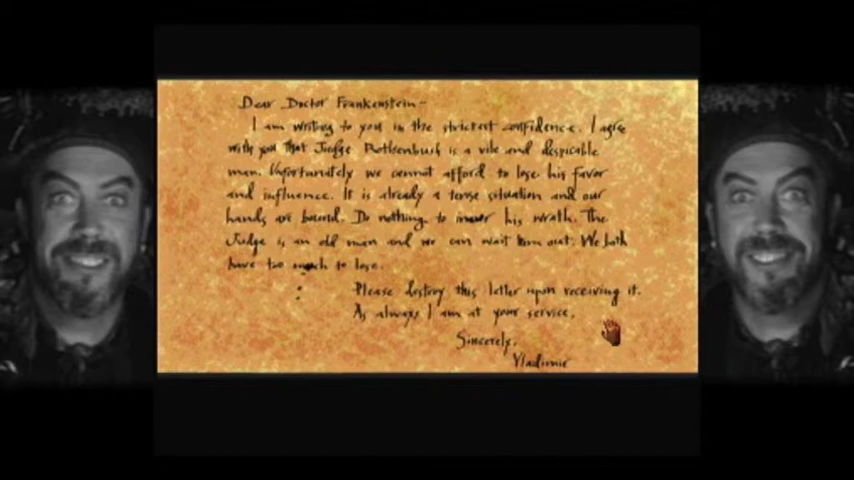 Dear Doctor Frankenstein-
I am writing to you in the strictest confidence. I agree
with you that Judge Rothenbush is a vile and despicable
man. Unfortunately we cannot afford to lose his favor
and influence. It is already a tense situation and our
hands are bound. Do nothing to incur his wrath. The
Judge is an old man and we can wait him out. We both
have too much to lose.
Please destroy this letter upon receiving it.
As always I am at your service.
Sincerely,
Vladimir